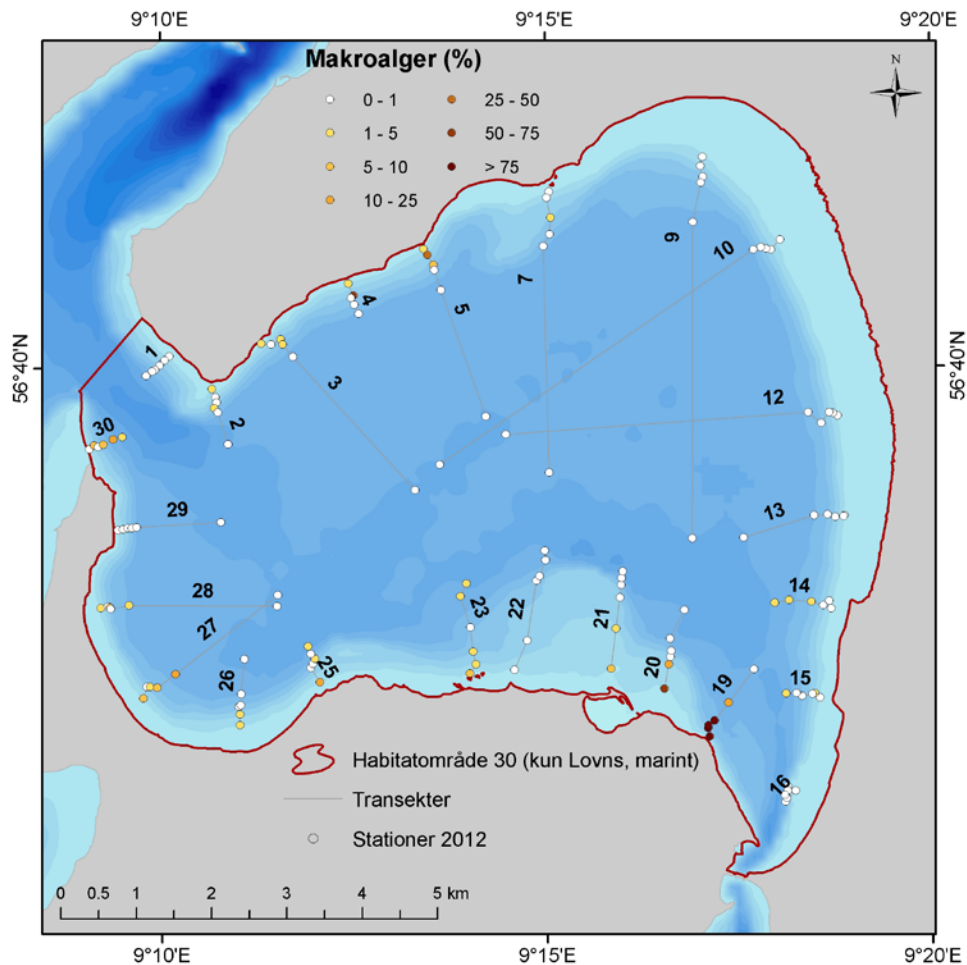 9°10'E
9°15'E
9°20'E
Makroalger (%)
N
0 - 1
25 - 50
1 - 5
50 - 75
5 - 10
> 75
10 - 25
56°40'N
56°40'N
1
2
3
4
5
7
9
10
12
13
14
15
16
19
20
21
22
23
25
26
27
28
29
30
Habitatområde 30 (kun Lovns, marint)
Transekter
Stationer 2012
0 0.5 1 2 3 4 5 km
9°10'E
9°15'E
9°20'E